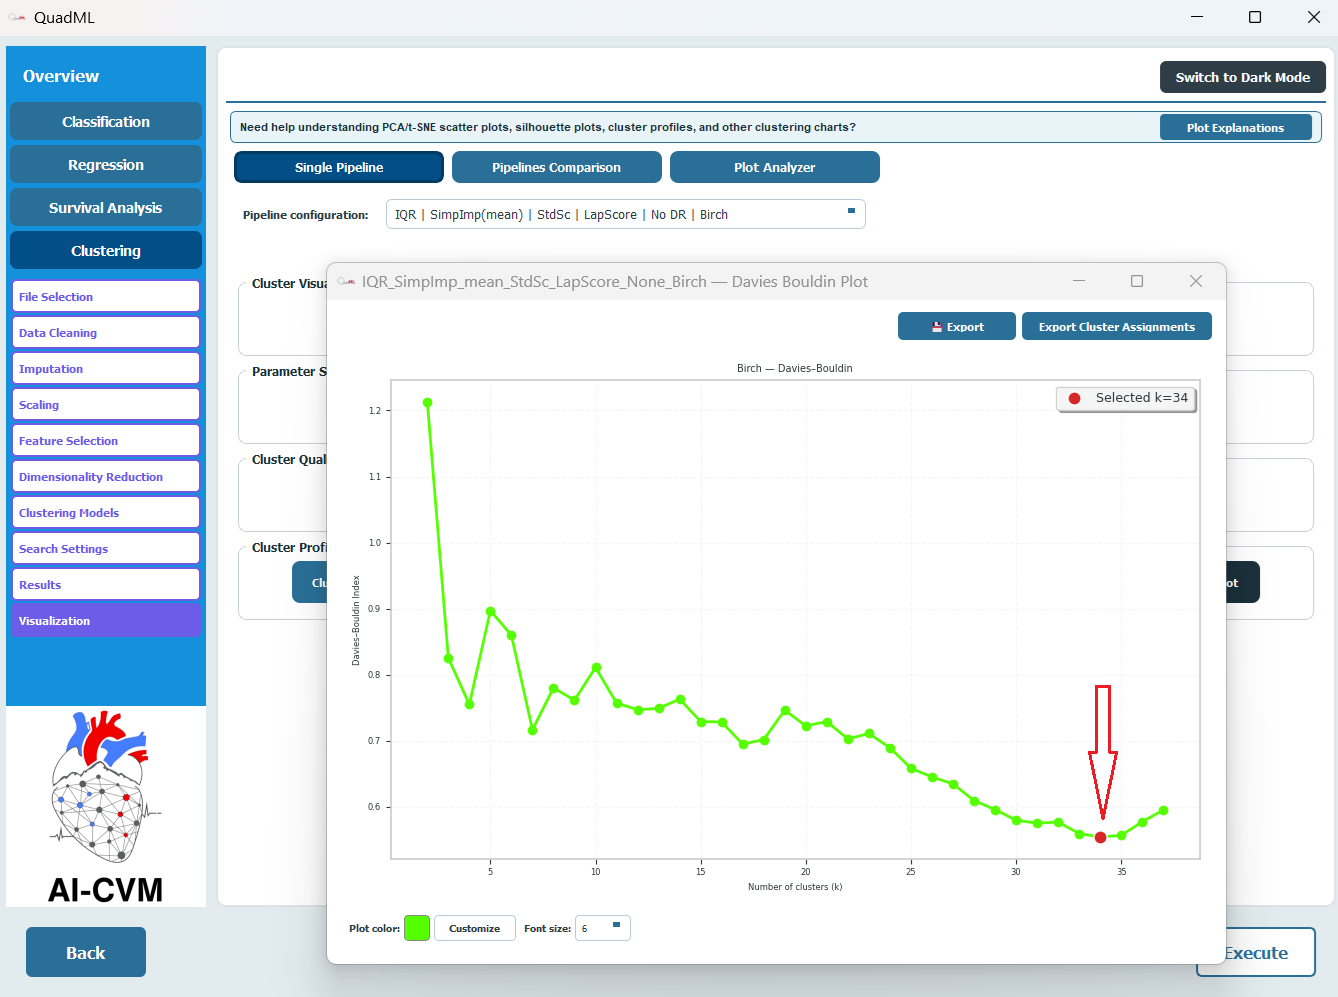 QuadML
Overview
Switch to Dark Mode
Classification
Need help understanding PCA/t-SNE scatter plots, silhouette plots, cluster profiles, and other clustering charts?
Plot Explanations
Regression
Single Pipeline
Pipelines Comparison
Plot Analyzer
Survival Analysis
Pipeline configuration:
IQR | SimpImp(mean) | StdSc | LapScore | No DR | Birch
Clustering
File Selection
Data Cleaning
Imputation
Scaling
Feature Selection
Dimensionality Reduction
Clustering Models
Search Settings
Results
Visualization
AI-CVM
Back
Cluster Visua
Parameter S
Cluster Qual
Cluster Profi
Clu
ot
Execute
IQR_SimpImp_mean_StdSc_LapScore_None_Birch — Davies Bouldin Plot
Export
Export Cluster Assignments
Birch — Davies–Bouldin
Selected k=34
Davies–Bouldin Index
1.2
1.1
1.0
0.9
0.8
0.7
0.6
5 10 15 20 25 30 35
Number of clusters (k)
Plot color:
Customize
Font size:
6